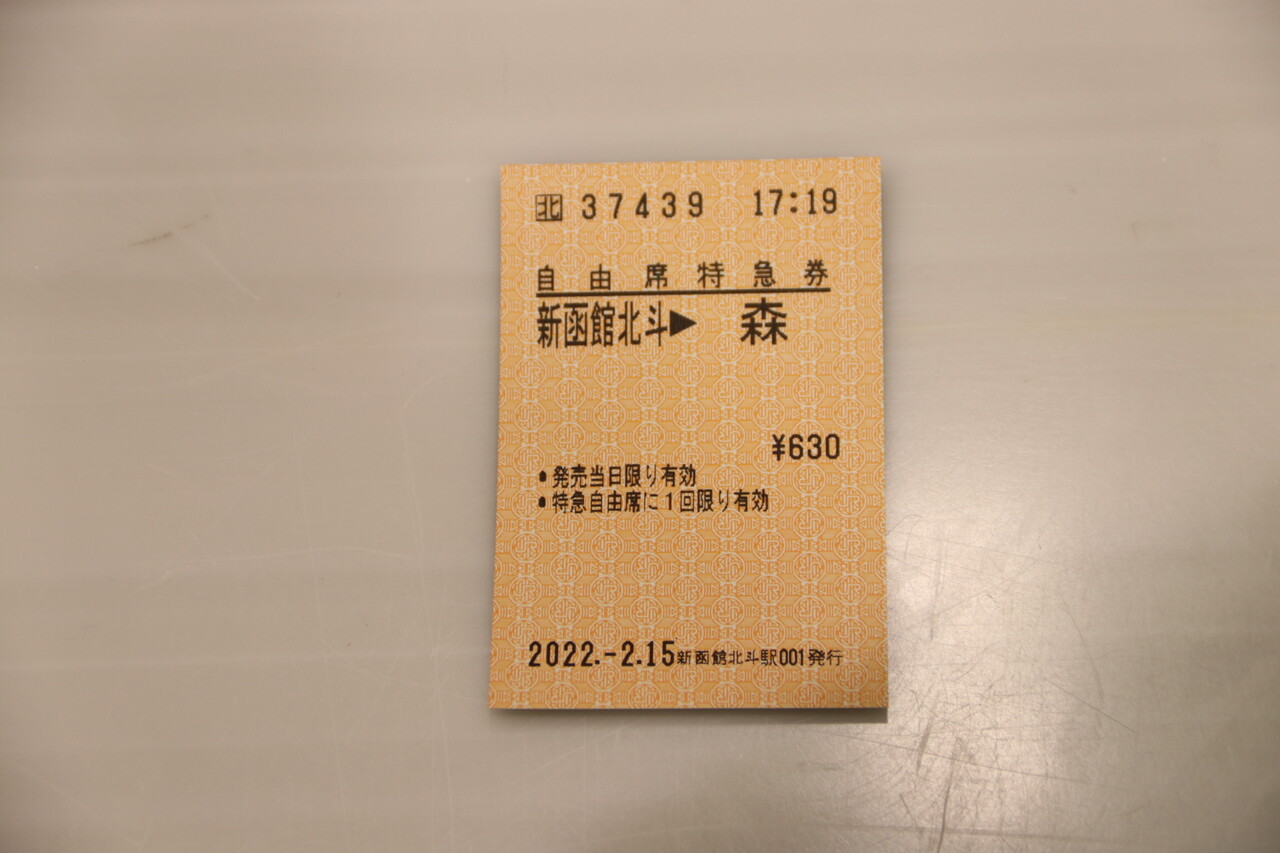 北 37439 17:19
自由席特急券
新函館北斗▶ 森
¥630
●発売当日限り有効
●特急自由席に1回限り有効
2022.-2.15新函館北斗駅001発行